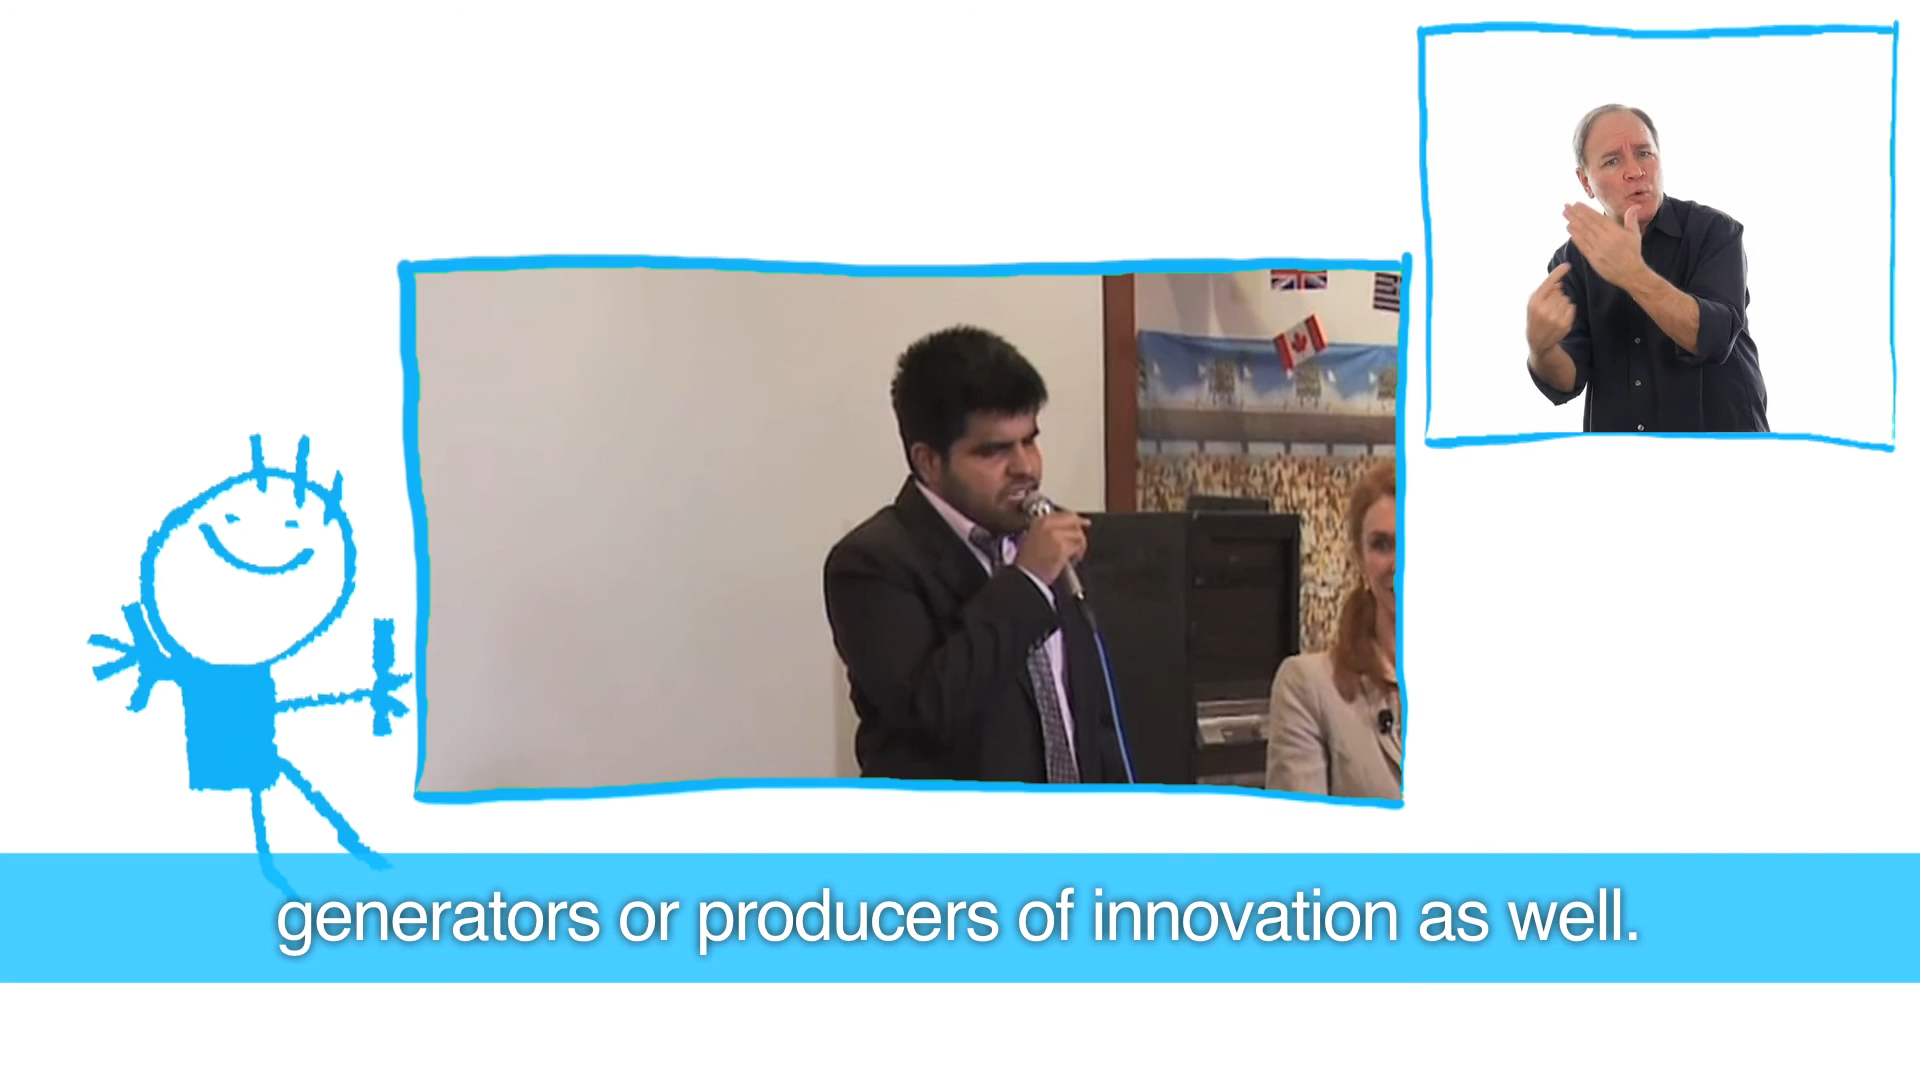 generators or producers of innovation as well.